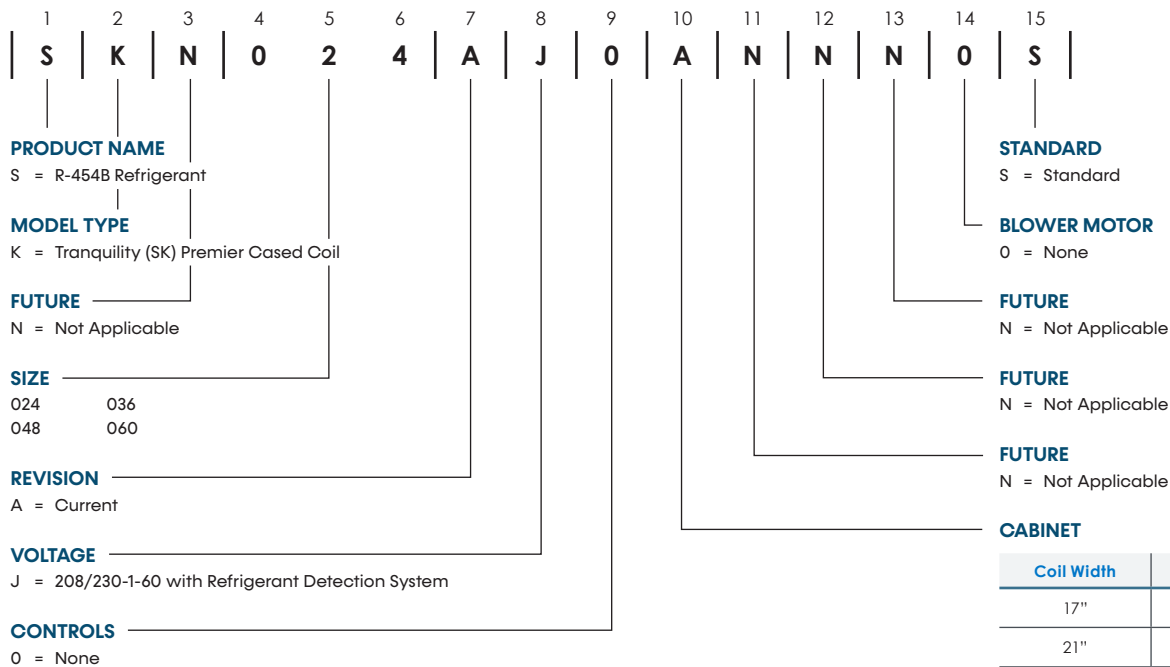 1 2 3 4 5 6 7 8 9 10 11 12 13 14 15
S K N 0 2 4 A J 0 A N N N 0 S
PRODUCT NAME
S = R-454B Refrigerant
MODEL TYPE
K = Tranquility (SK) Premier Cased Coil
FUTURE
N = Not Applicable
SIZE
024 036
048 060
REVISION
A = Current
VOLTAGE
J = 208/230-1-60 with Refrigerant Detection System
CONTROLS
0 = None
STANDARD
S = Standard
BLOWER MOTOR
0 = None
FUTURE
N = Not Applicable
FUTURE
N = Not Applicable
FUTURE
N = Not Applicable
CABINET
Coil Width
17”
21”